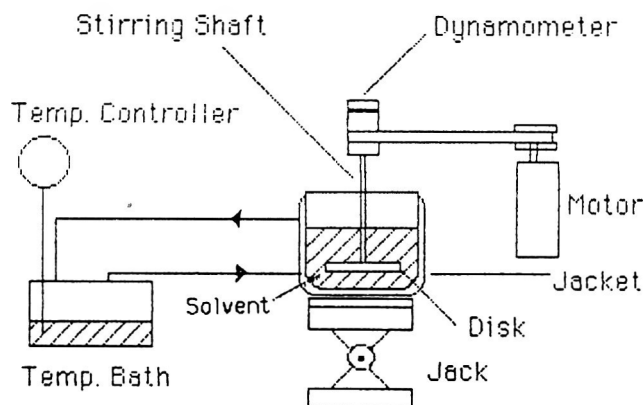 Stirring Shaft
Dynamometer
Temp. Controller
Motor
Jacket
Solvent
Disk
Jack
Temp. Bath